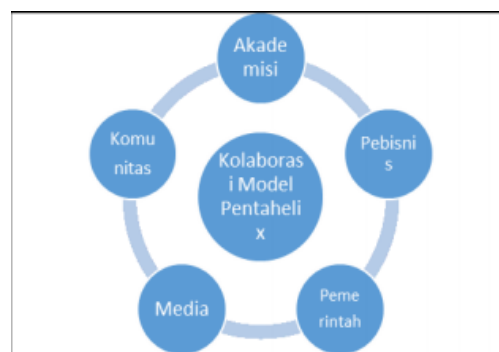 Akade
misi
Pebisni
s
Peme
rintah
Media
Komu
nitas
Kolaboras
i Model
Pentaheli
x